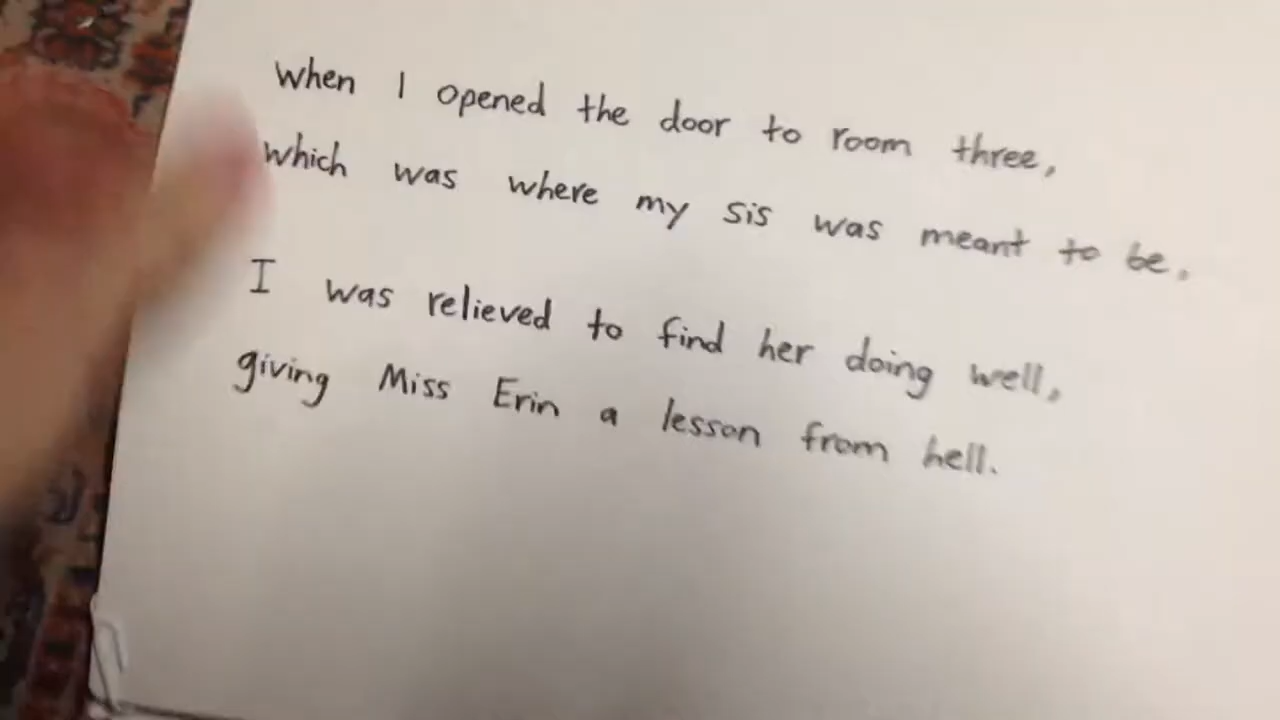 When I opened the door to room three,
which was where my sis was meant to be.
I was relieved to find her doing well,
giving Miss Erin a lesson from hell.